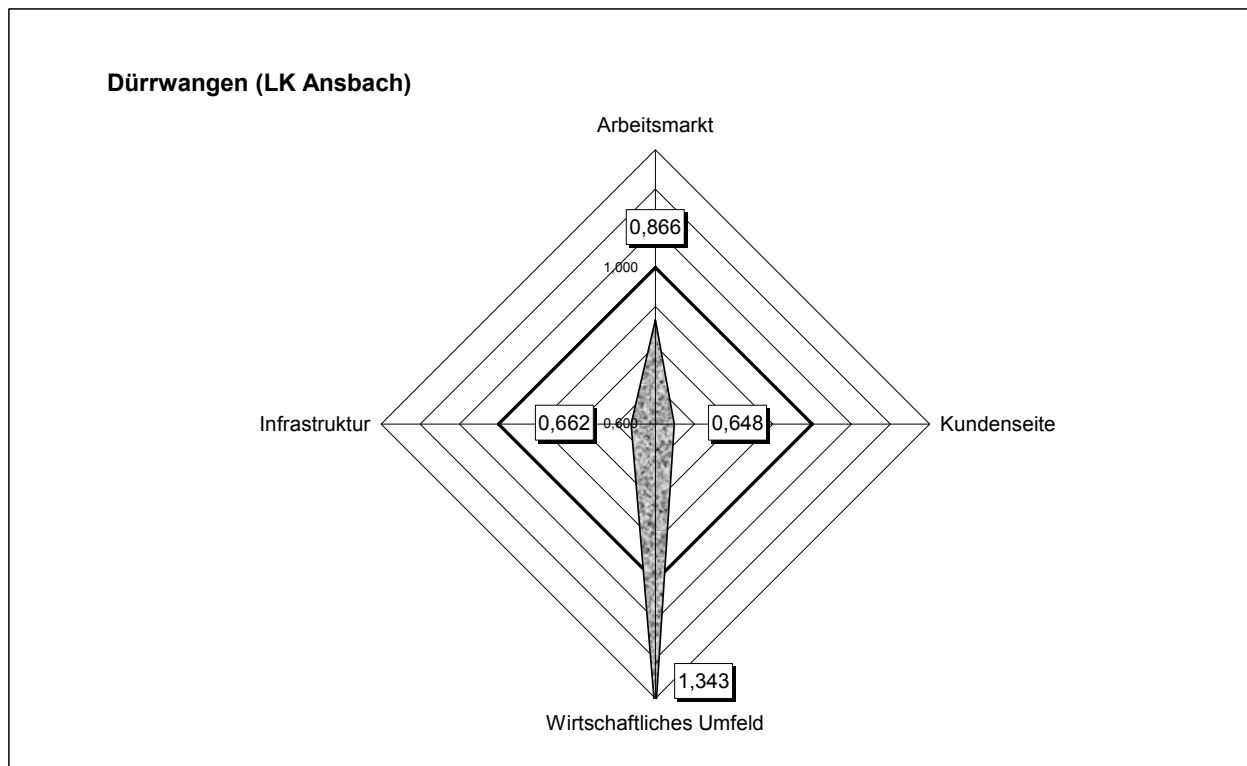 Dürrwangen (LK Ansbach)
Arbeitsmarkt
0,866
1,000
Infrastruktur
0,662
0,600
0,648
Kundenseite
1,343
Wirtschaftliches Umfeld